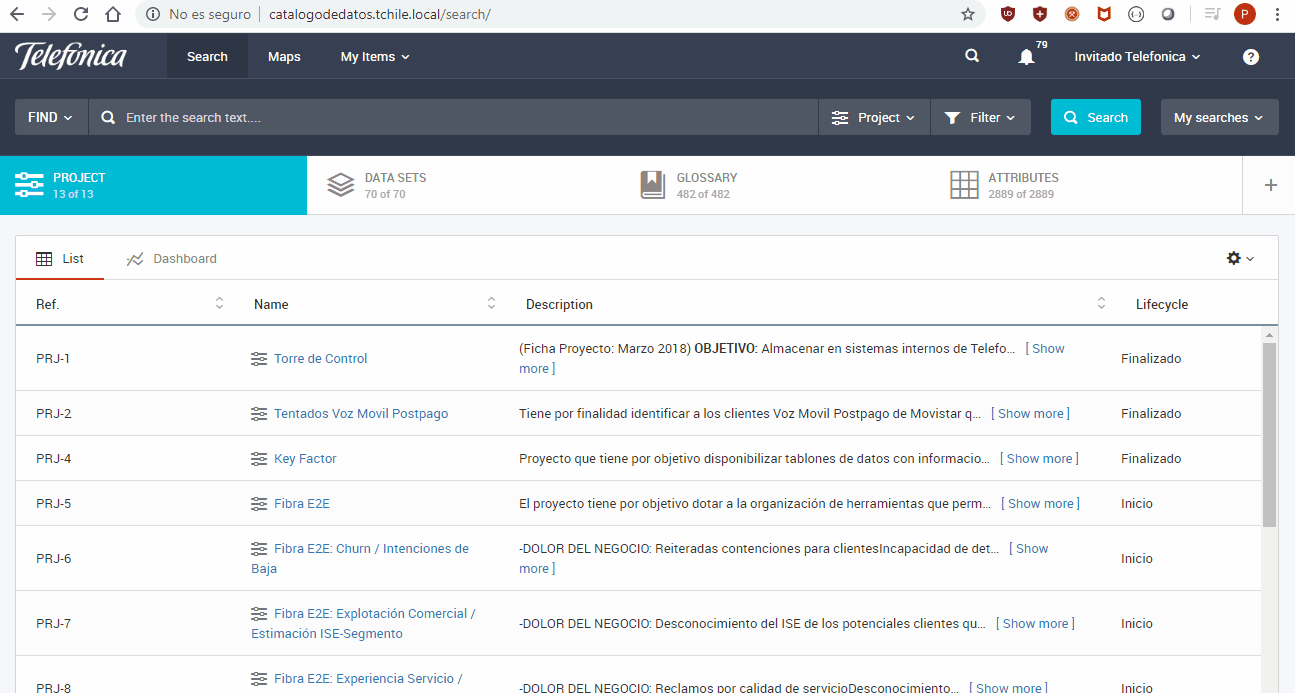 No es seguro | catalogodedatos.tchile.local/search/
P
Telefónica Search Maps My Items 79 Invitado Telefonica ?
FIND Enter the search text.... Project Filter Search My searches
PROJECT
13 of 13
DATA SETS
70 of 70
GLOSSARY
482 of 482
ATTRIBUTES
2889 of 2889
+
List Dashboard
Ref. Name Description Lifecycle
PRJ-1 Torre de Control (Ficha Proyecto: Marzo 2018) OBJETIVO: Almacenar en sistemas internos de Telefo... [ Show
more ] Finalizado
PRJ-2 Tentados Voz Movil Postpago Tiene por finalidad identificar a los clientes Voz Movil Postpago de Movistar q... [ Show more ] Finalizado
PRJ-4 Key Factor Proyecto que tiene por objetivo disponibilizar tablones de datos con informacio... [ Show more ] Finalizado
PRJ-5 Fibra E2E El proyecto tiene por objetivo dotar a la organización de herramientas que perm... [ Show more ] Inicio
PRJ-6 Fibra E2E: Churn / Intenciones de
Baja -DOLOR DEL NEGOCIO: Reiteradas contenciones para clientesIncapacidad de det... [ Show
more ] Inicio
PRJ-7 Fibra E2E: Explotación Comercial /
Estimación ISE-Segmento -DOLOR DEL NEGOCIO: Desconocimiento del ISE de los potenciales clientes qu... [ Show more ] Inicio
PRJ-8 Fibra E2E: Experiencia Servicio /
-DOLOR DEL NEGOCIO: Reclamos por calidad de servicioDesconocimiento... [ Show more ] Inicio